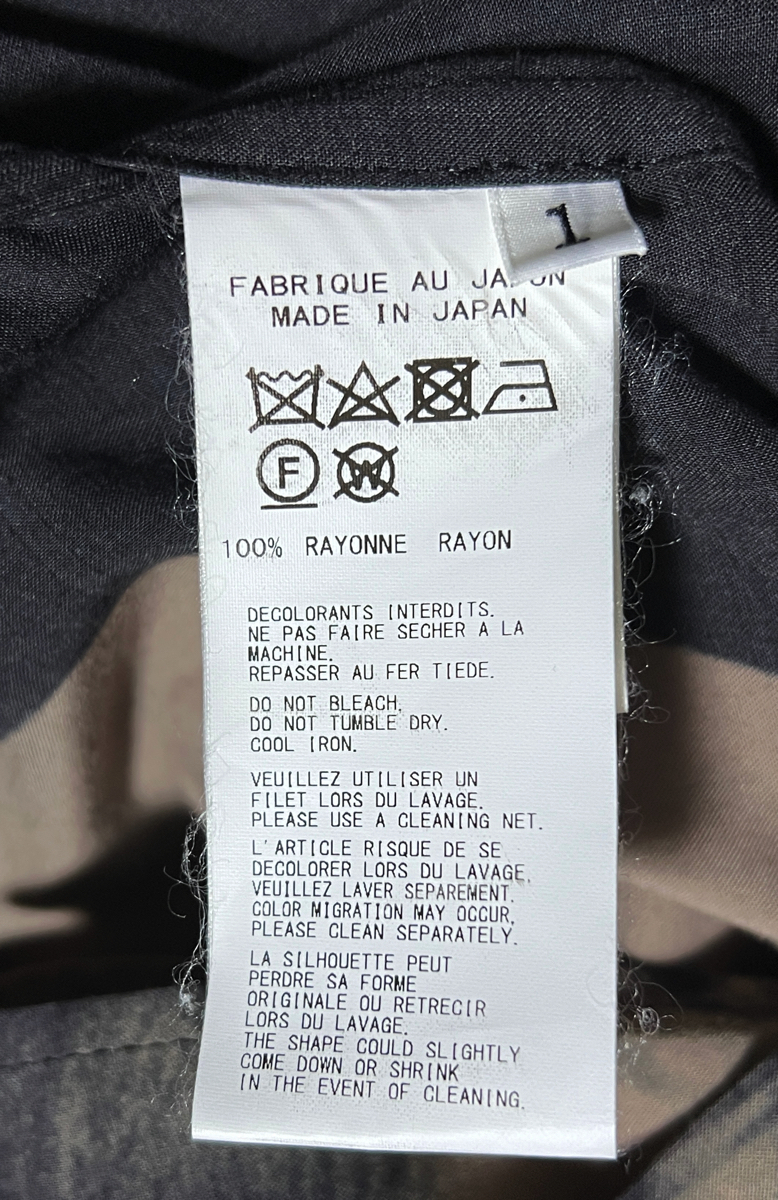 1
FABRIQUE AU
MADE IN JAPAN
F W
100% RAYONNE RAYON
DECOLORANTS INTERDITS.
NE PAS FAIRE SECHER A LA
MACHINE.
REPASSER AU FER TIEDE.
DO NOT BLEACH.
DO NOT TUMBLE DRY.
COOL IRON.
VEUILLEZ UTILISER UN
FILET LORS DU LAVAGE.
PLEASE USE A CLEANING NET.
L'ARTICLE RISQUE DE SE
DECOLORER LORS DU LAVAGE.
VEUILLEZ LAVER SEPAREMENT.
COLOR MIGRATION MAY OCCUR.
PLEASE CLEAN SEPARATELY.
LA SILHOUETTE PEUT
PERDRE SA FORME
ORIGINALE OU RETRECIR
LORS DU LAVAGE.
THE SHAPE COULD SLIGHTLY
COME DOWN OR SHRINK
IN THE EVENT OF CLEANING.